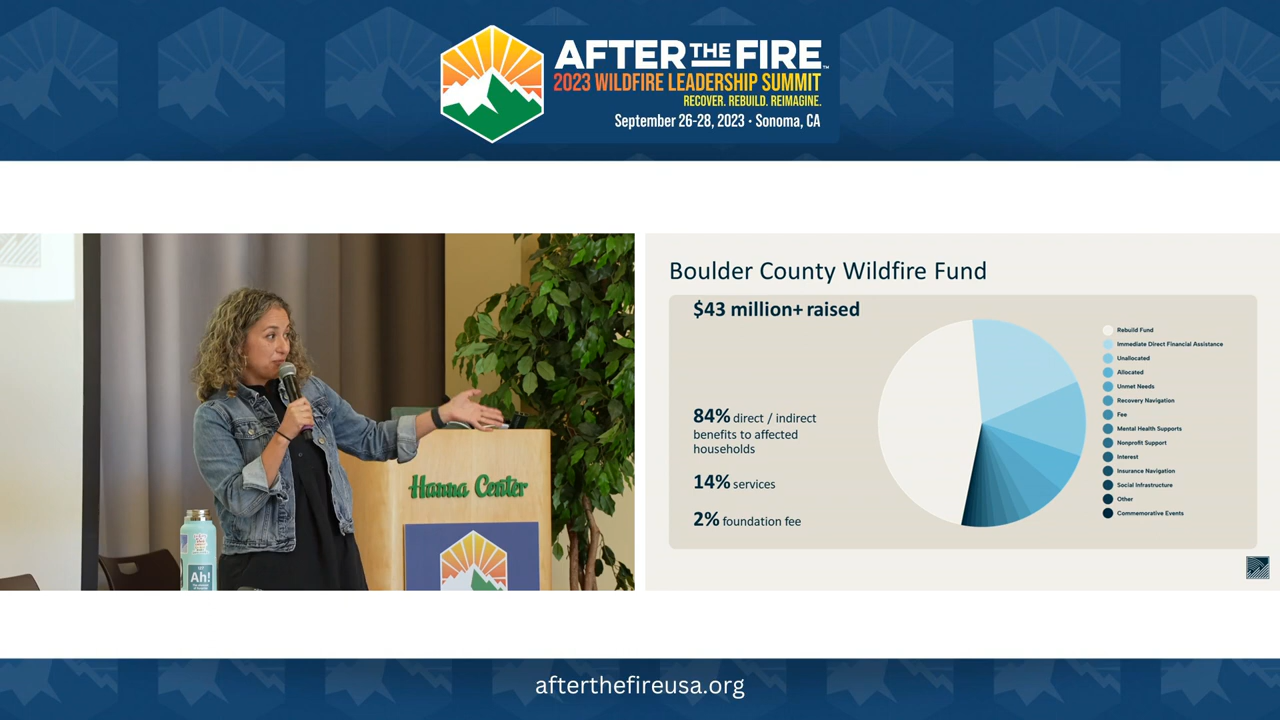 AFTER THE FIRE™
2023 WILDFIRE LEADERSHIP SUMMIT
RECOVER. REBUILD. REIMAGINE.
September 26-28, 2023 · Sonoma, CA
Hanna Center
Ah!
Boulder County Wildfire Fund
$43 million+ raised
84% direct / indirect
benefits to affected
households
14% services
2% foundation fee
Rebuild Fund
Immediate Direct Financial Assistance
Unallocated
Allocated
Unmet Needs
Recovery Navigation
Fee
Mental Health Supports
Nonprofit Support
Interest
Insurance Navigation
Social Infrastructure
Other
Commemorative Events
afterthefireusa.org